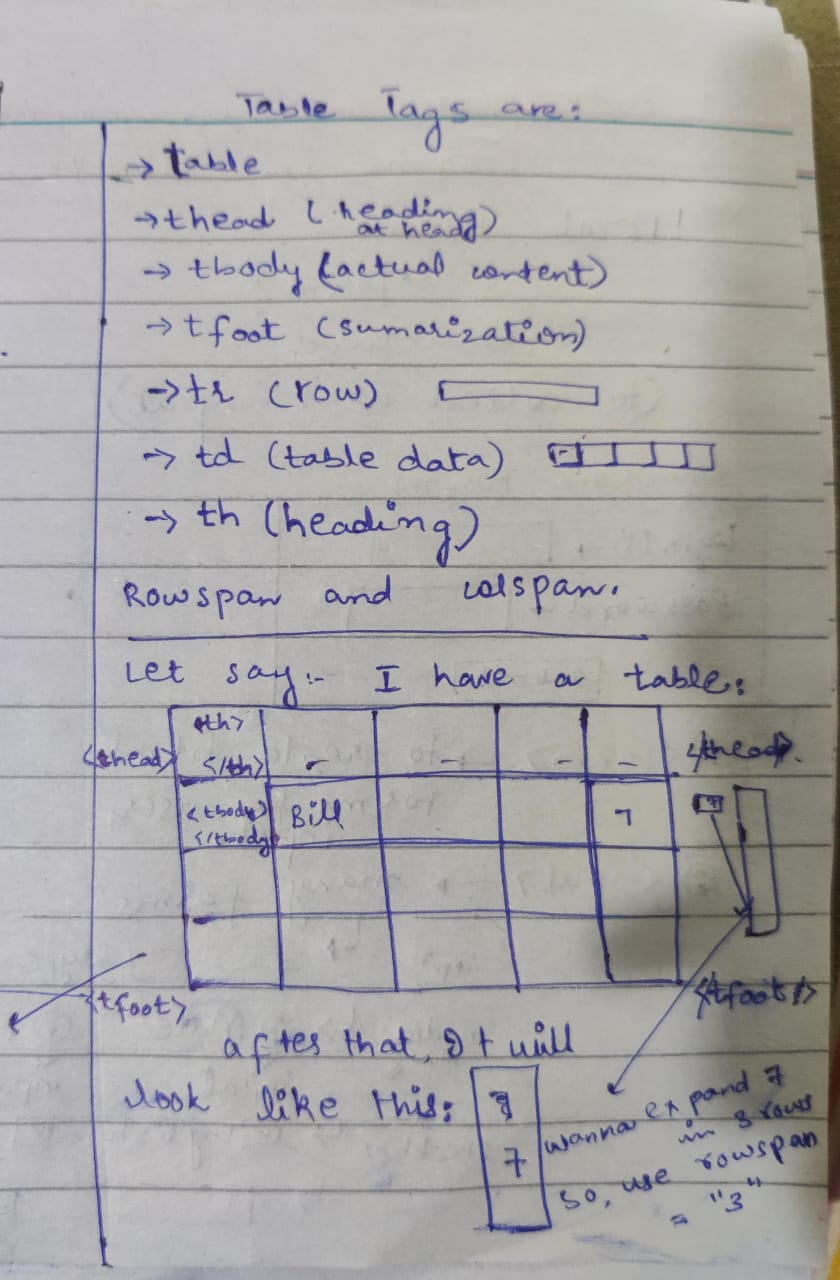 Table Tags are:
→ table
→ thead (heading
at head)
→ tbody (actual content)
→ tfoot (sumarization)
→ tr (row)
→ td (table data)
→ th (heading)
Rowspan and colspan.
Let say:- I have a table:
<th>
<thead> </th> - - - - </thead>
<tbody> Bill 7 7
</tbody>
<tfoot> <tfoot/>
after that, It will
look like this:
7
wanna expand 7
in 3 rows
so, use rowspan
= "3"